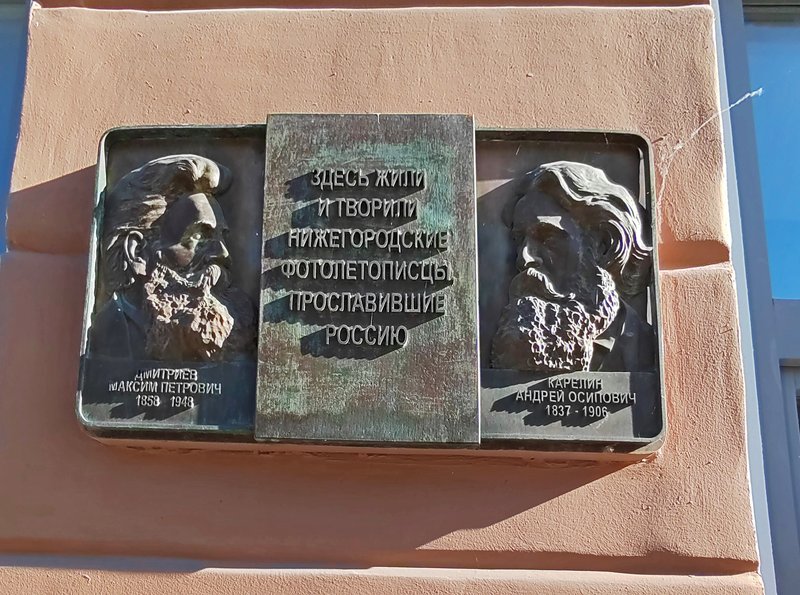 ЗДЕСЬ ЖИЛИ
И ТВОРИЛИ
НИЖЕГОРОДСКИЕ
ФОТОЛЕТОПИСЦЫ,
ПРОСЛАВИВШИЕ
РОССИЮ
ДМИТРИЕВ
МАКСИМ ПЕТРОВИЧ
1858 - 1948
КАРЕЛИН
АНДРЕЙ ОСИПОВИЧ
1837 - 1906